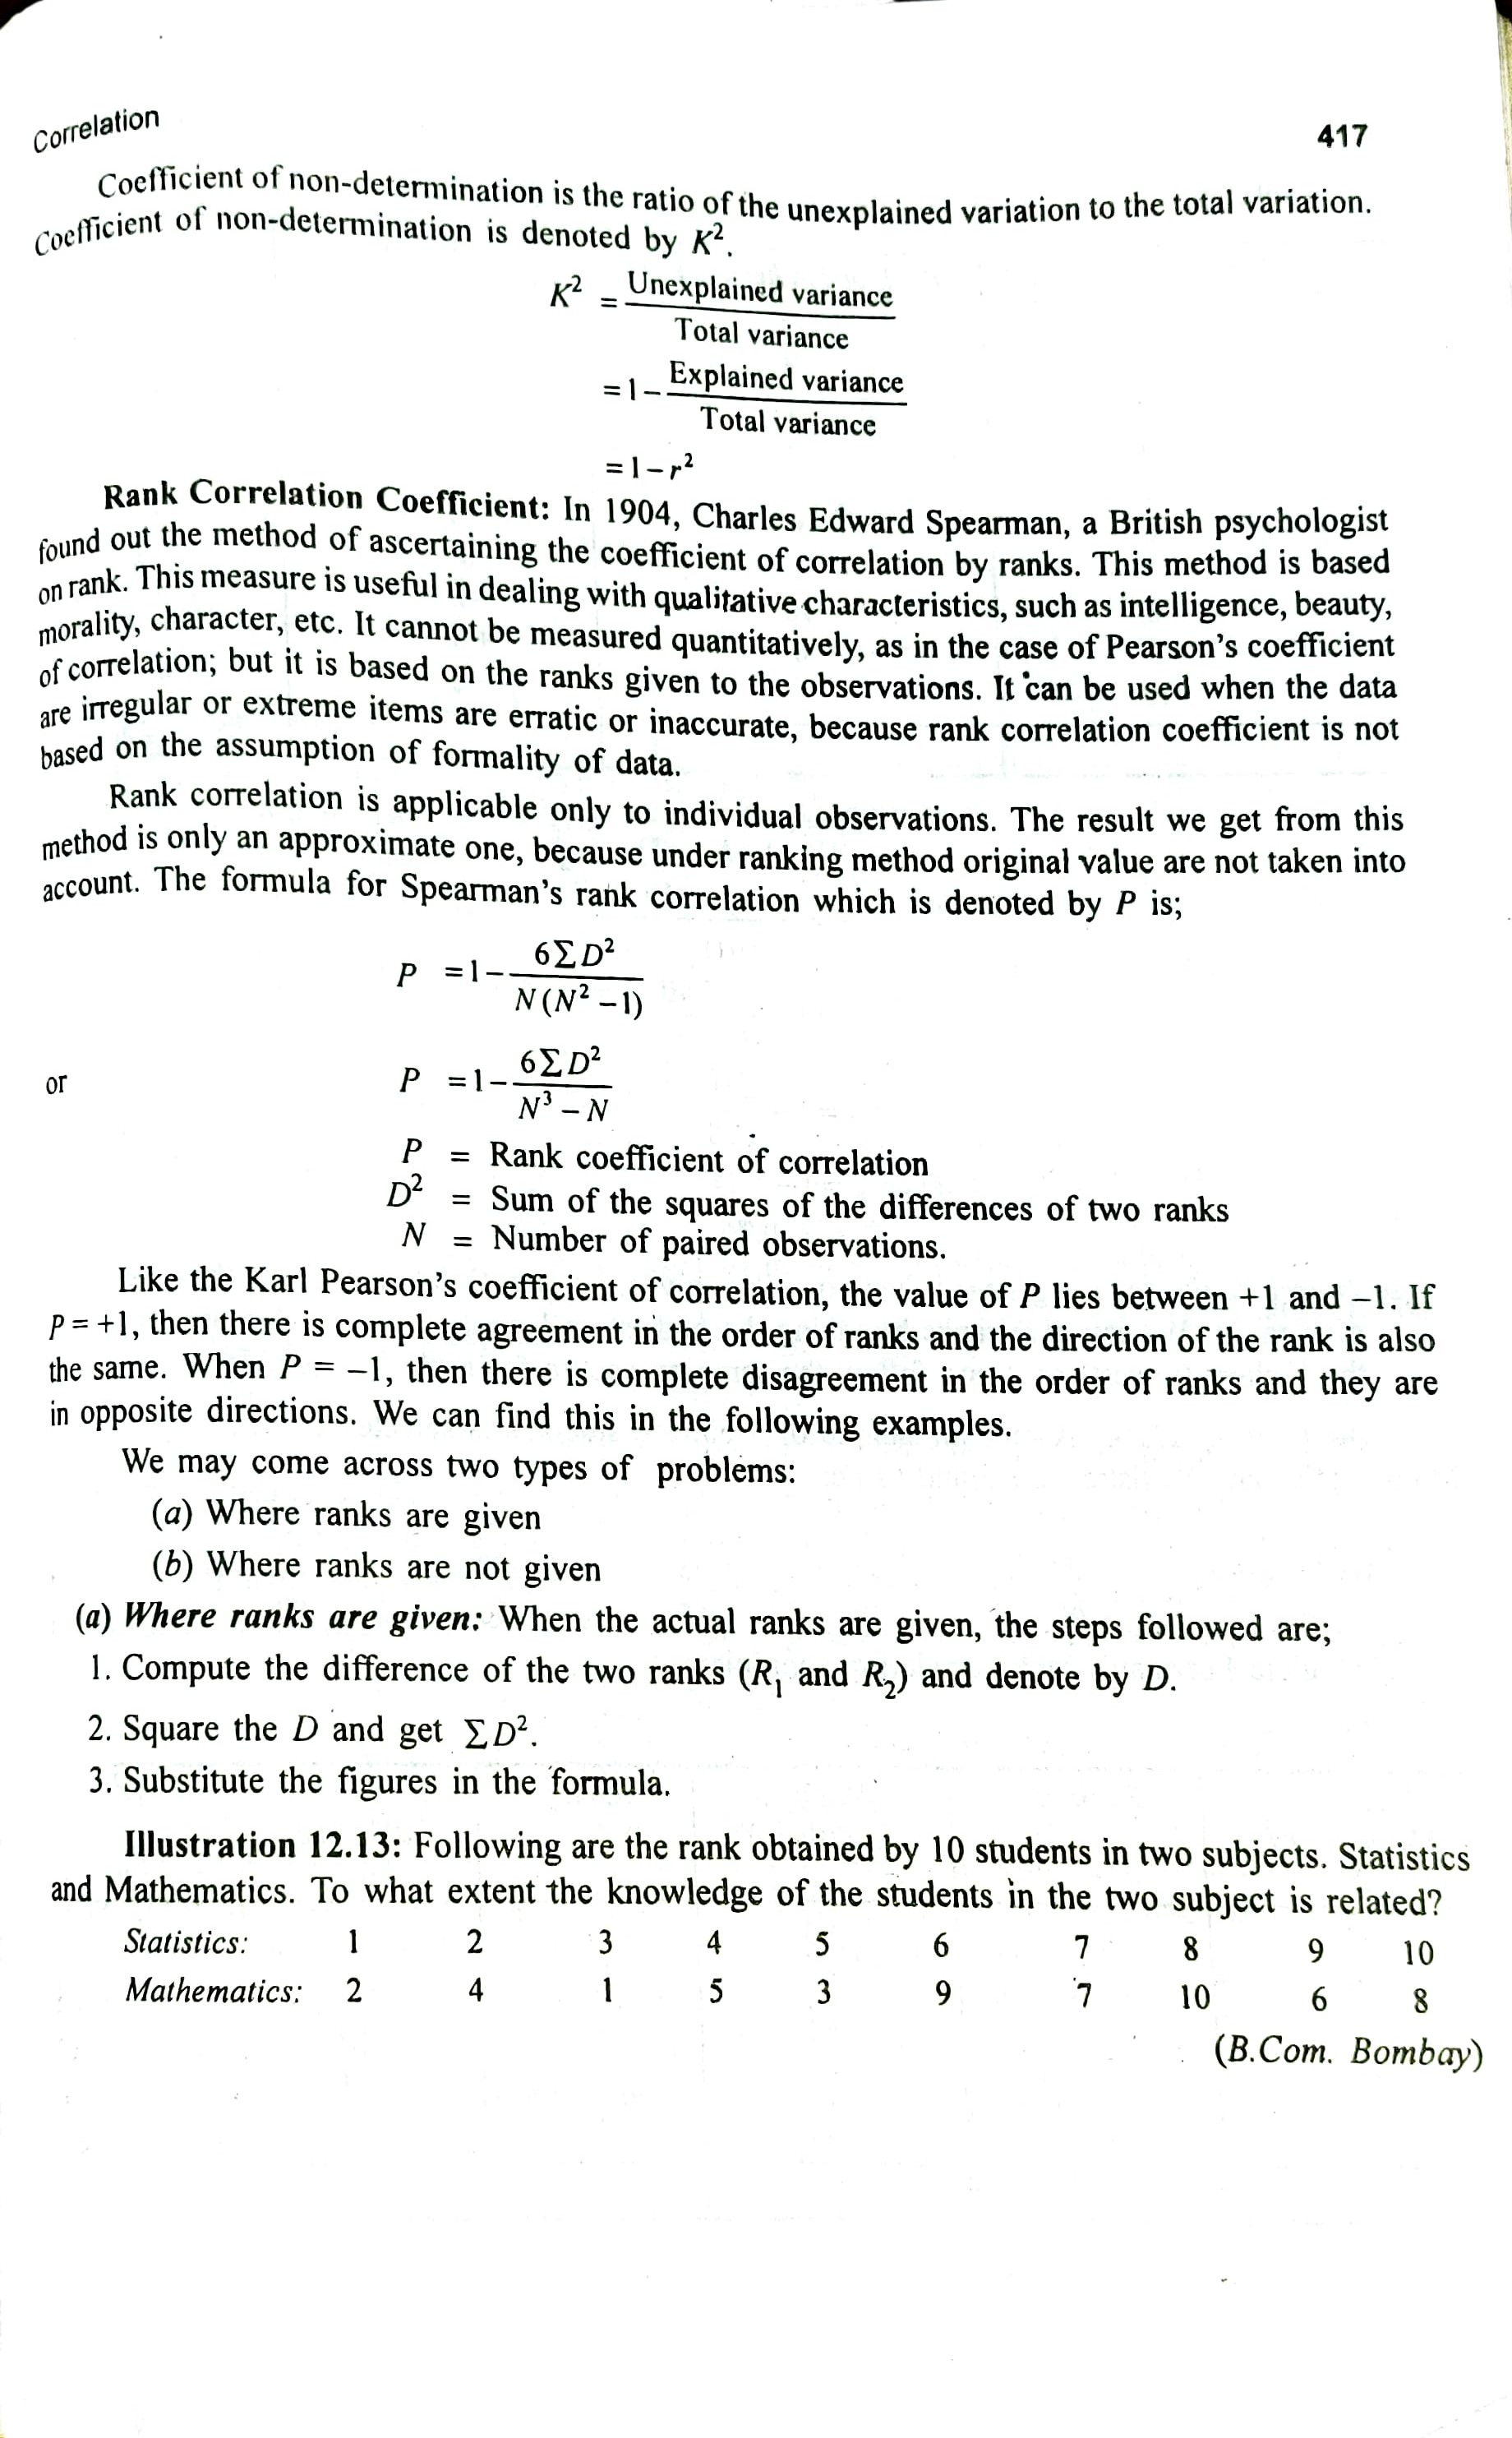 Correlation
417
Coefficient of non-determination is the ratio of the unexplained variation to the total variation.
Coefficient of non-determination is denoted by K².
K² = Unexplained variance / Total variance
= 1 − Explained variance / Total variance
= 1 − r²
Rank Correlation Coefficient: In 1904, Charles Edward Spearman, a British psychologist
found out the method of ascertaining the coefficient of correlation by ranks. This method is based
on rank. This measure is useful in dealing with qualitative characteristics, such as intelligence, beauty,
morality, character, etc. It cannot be measured quantitatively, as in the case of Pearson's coefficient
of correlation; but it is based on the ranks given to the observations. It can be used when the data
are irregular or extreme items are erratic or inaccurate, because rank correlation coefficient is not
based on the assumption of formality of data.
Rank correlation is applicable only to individual observations. The result we get from this
method is only an approximate one, because under ranking method original value are not taken into
account. The formula for Spearman's rank correlation which is denoted by P is;
P = 1 − 6∑D² / N(N² − 1)
or P = 1 − 6∑D² / N³ − N
P = Rank coefficient of correlation
D² = Sum of the squares of the differences of two ranks
N = Number of paired observations.
Like the Karl Pearson's coefficient of correlation, the value of P lies between +1 and −1. If
P = +1, then there is complete agreement in the order of ranks and the direction of the rank is also
the same. When P = −1, then there is complete disagreement in the order of ranks and they are
in opposite directions. We can find this in the following examples.
We may come across two types of problems:
(a) Where ranks are given
(b) Where ranks are not given
(a) Where ranks are given: When the actual ranks are given, the steps followed are;
1. Compute the difference of the two ranks (R₁ and R₂) and denote by D.
2. Square the D and get ∑D².
3. Substitute the figures in the formula.
Illustration 12.13: Following are the rank obtained by 10 students in two subjects. Statistics
and Mathematics. To what extent the knowledge of the students in the two subject is related?
Statistics: 1 2 3 4 5 6 7 8 9 10
Mathematics: 2 4 1 5 3 9 7 10 6 8
(B.Com. Bombay)